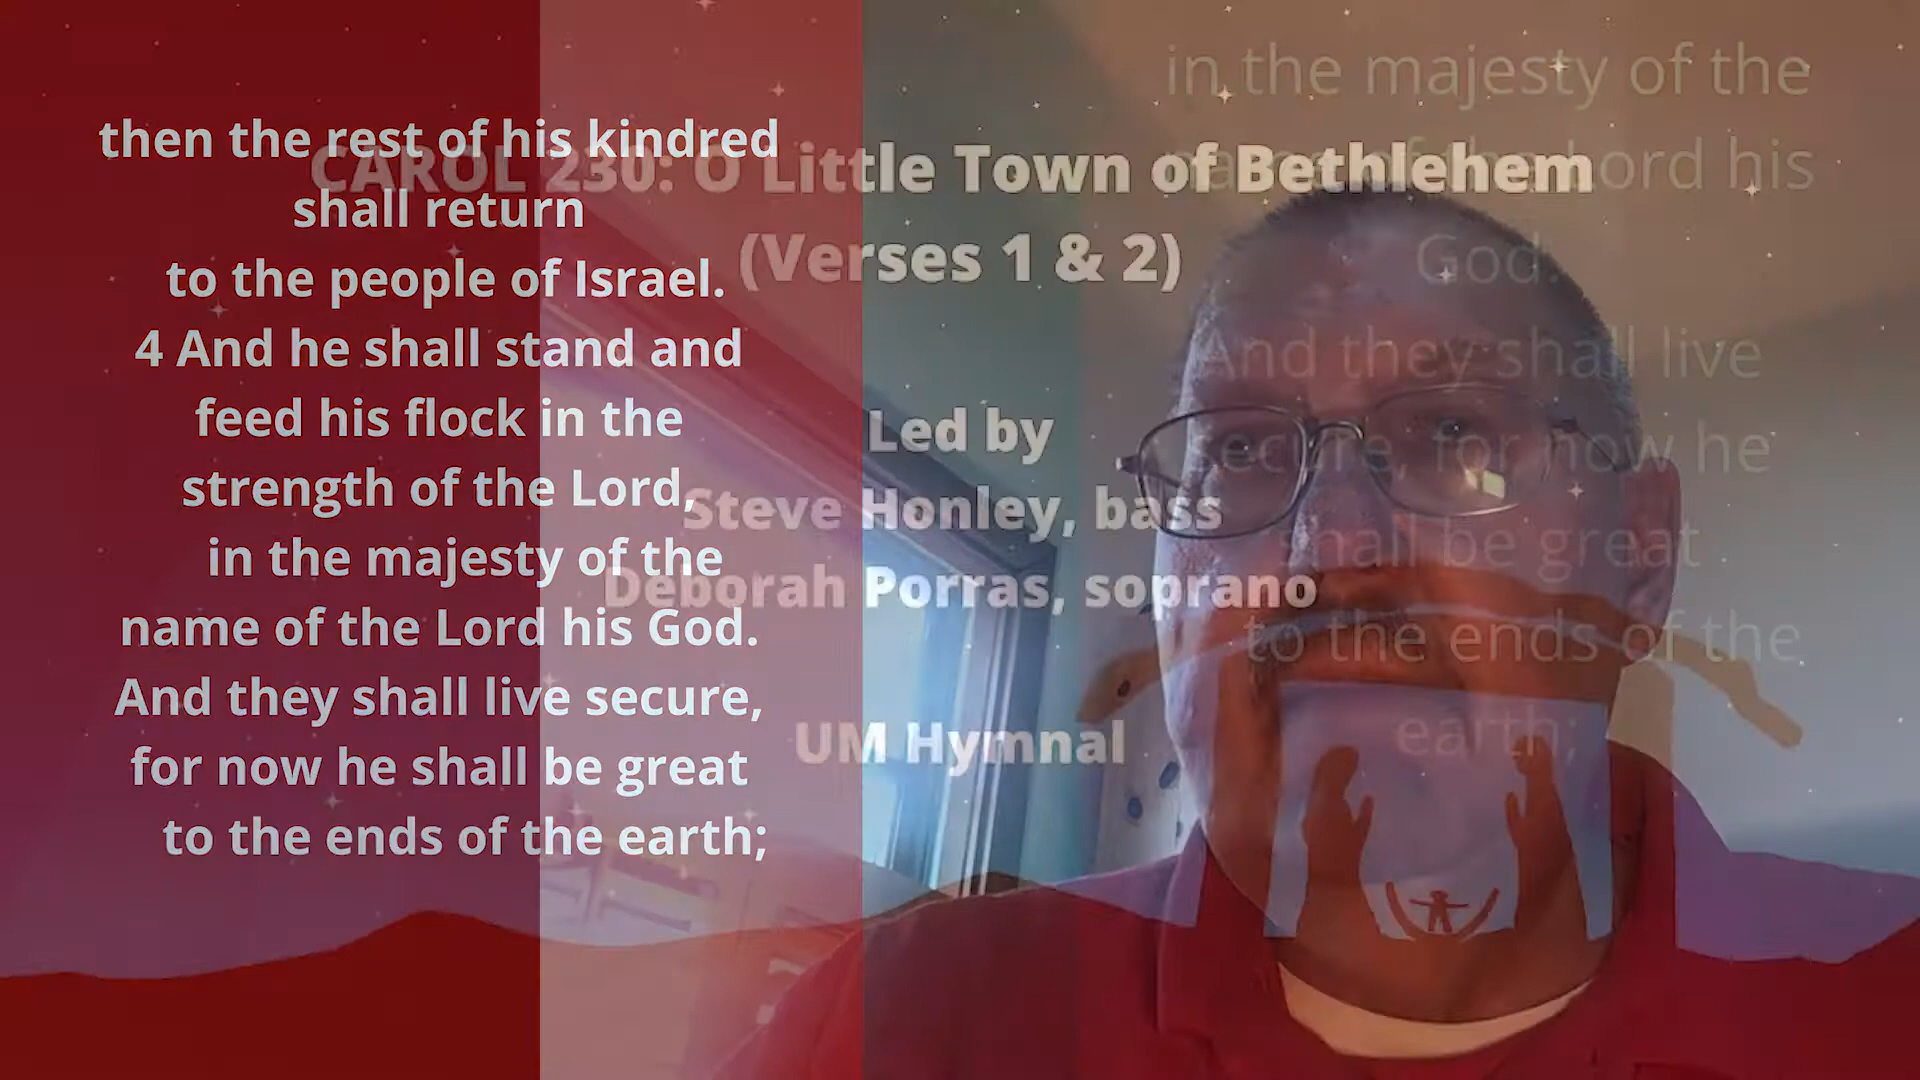 then the rest of his kindred
shall return
to the people of Israel.
4 And he shall stand and
feed his flock in the
strength of the Lord,
in the majesty of the
name of the Lord his God.
And they shall live secure,
for now he shall be great
to the ends of the earth;
CAROL 230: O Little Town of Bethlehem
(Verses 1 & 2)
Led by
Steve Honley, bass
Deborah Porras, soprano
UM Hymnal
in the majesty of the
name of the Lord his
God.
And they shall live
secure, for now he
shall be great
to the ends of the
earth;